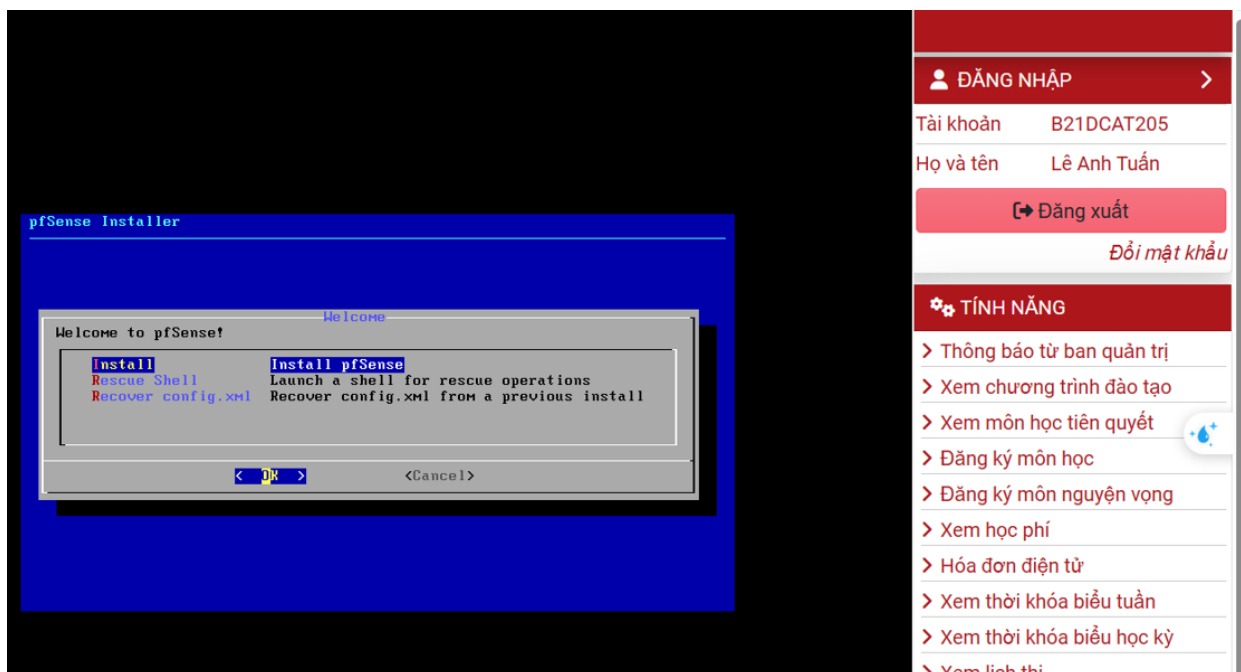 pfSense Installer
Welcome
Welcome to pfSense!
Install Install pfSense
Rescue Shell Launch a shell for rescue operations
Recover config.xml Recover config.xml from a previous install
< OK > <Cancel>
ĐĂNG NHẬP
Tài khoản B21DCAT205
Họ và tên Lê Anh Tuấn
Đăng xuất
Đổi mật khẩu
TÍNH NĂNG
Thông báo từ ban quản trị
Xem chương trình đào tạo
Xem môn học tiên quyết
Đăng ký môn học
Đăng ký môn nguyện vọng
Xem học phí
Hóa đơn điện tử
Xem thời khóa biểu tuần
Xem thời khóa biểu học kỳ
Xem lịch thi